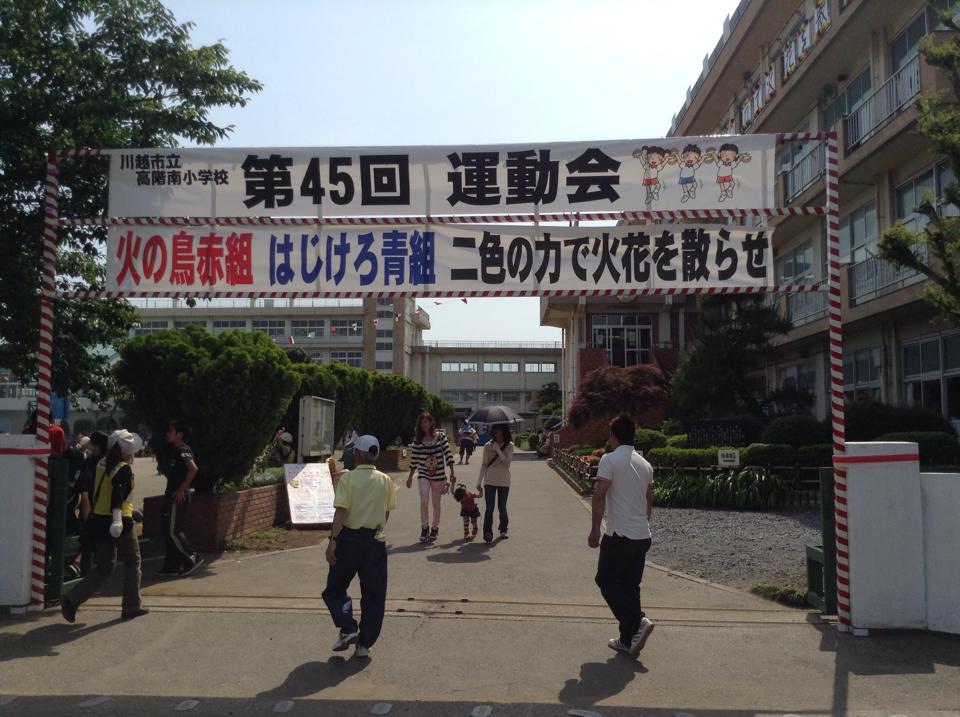 川越市立
高階南小学校
第45回 運動会
火の鳥赤組 はじけろ青組 二色の力で火花を散らせ